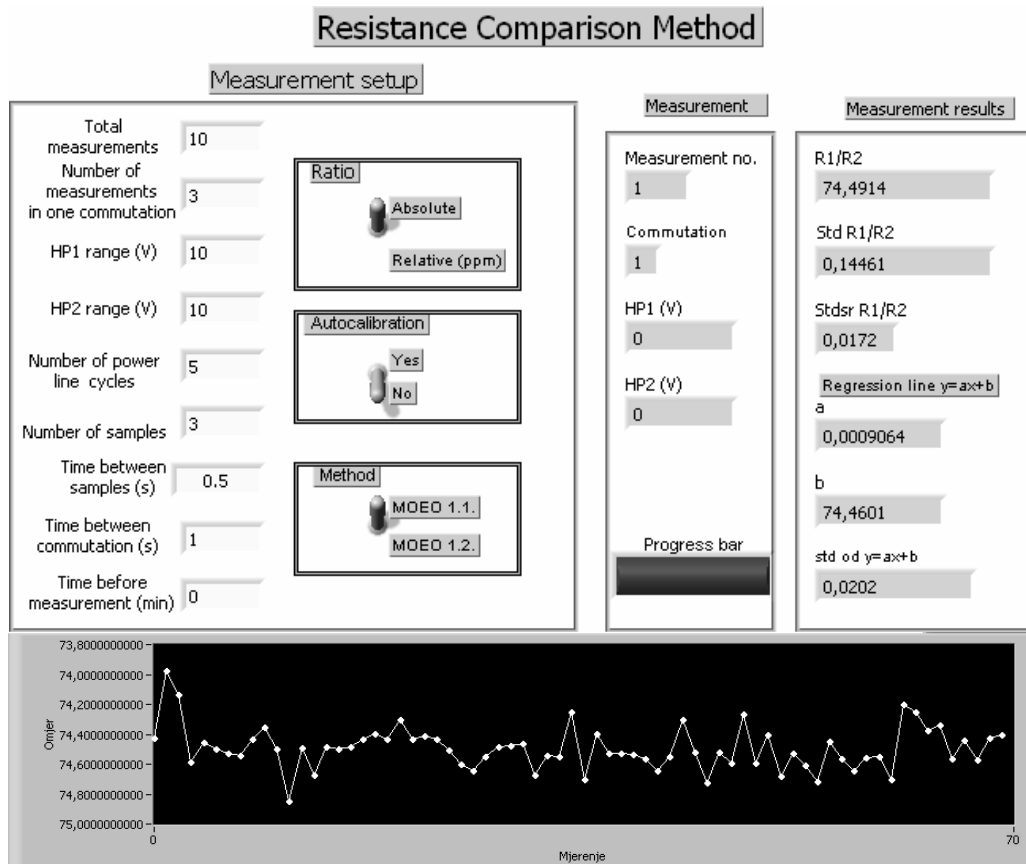 Resistance Comparison Method
Measurement setup
Total
measurements
10
Number of
measurements
in one commutation
3
HP1 range (V)
10
HP2 range (V)
10
Number of power
line cycles
5
Number of samples
3
Time between
samples (s)
0.5
Time between
commutation (s)
1
Time before
measurement (min)
0
Ratio
Absolute
Relative (ppm)
Autocalibration
Yes
No
Method
MOEO 1.1.
MOEO 1.2.
Measurement
Measurement no.
1
Commutation
1
HP1 (V)
0
HP2 (V)
0
Progress bar
Measurement results
R1/R2
74,4914
Std R1/R2
0,14461
Stdsr R1/R2
0,0172
Regression line y=ax+b
a
0,0009064
b
74,4601
std od y=ax+b
0,0202
Omjer
73,8000000000
74,0000000000
74,2000000000
74,4000000000
74,6000000000
74,8000000000
75,0000000000
0
70
Mjerenje